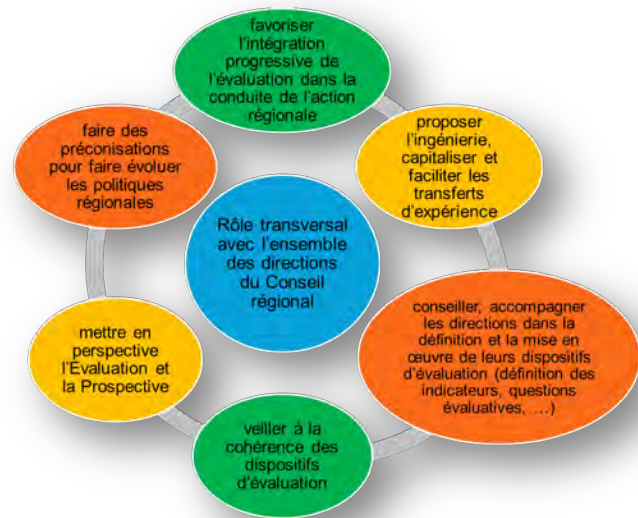 favoriser
l'intégration
progressive de
l'évaluation dans la
conduite de l'action
régionale
proposer
l'ingénierie,
capitaliser et
faciliter les
transferts
d'expérience
conseiller, accompagner
les directions dans la
définition et la mise en
œuvre de leurs dispositifs
d'évaluation (définition des
indicateurs, questions
évaluatives, …)
veiller à la
cohérence des
dispositifs
d'évaluation
mettre en
perspective
l'Evaluation et
la Prospective
faire des
préconisations
pour faire évoluer
les politiques
régionales
Rôle transversal
avec l'ensemble
des directions
du Conseil
régional